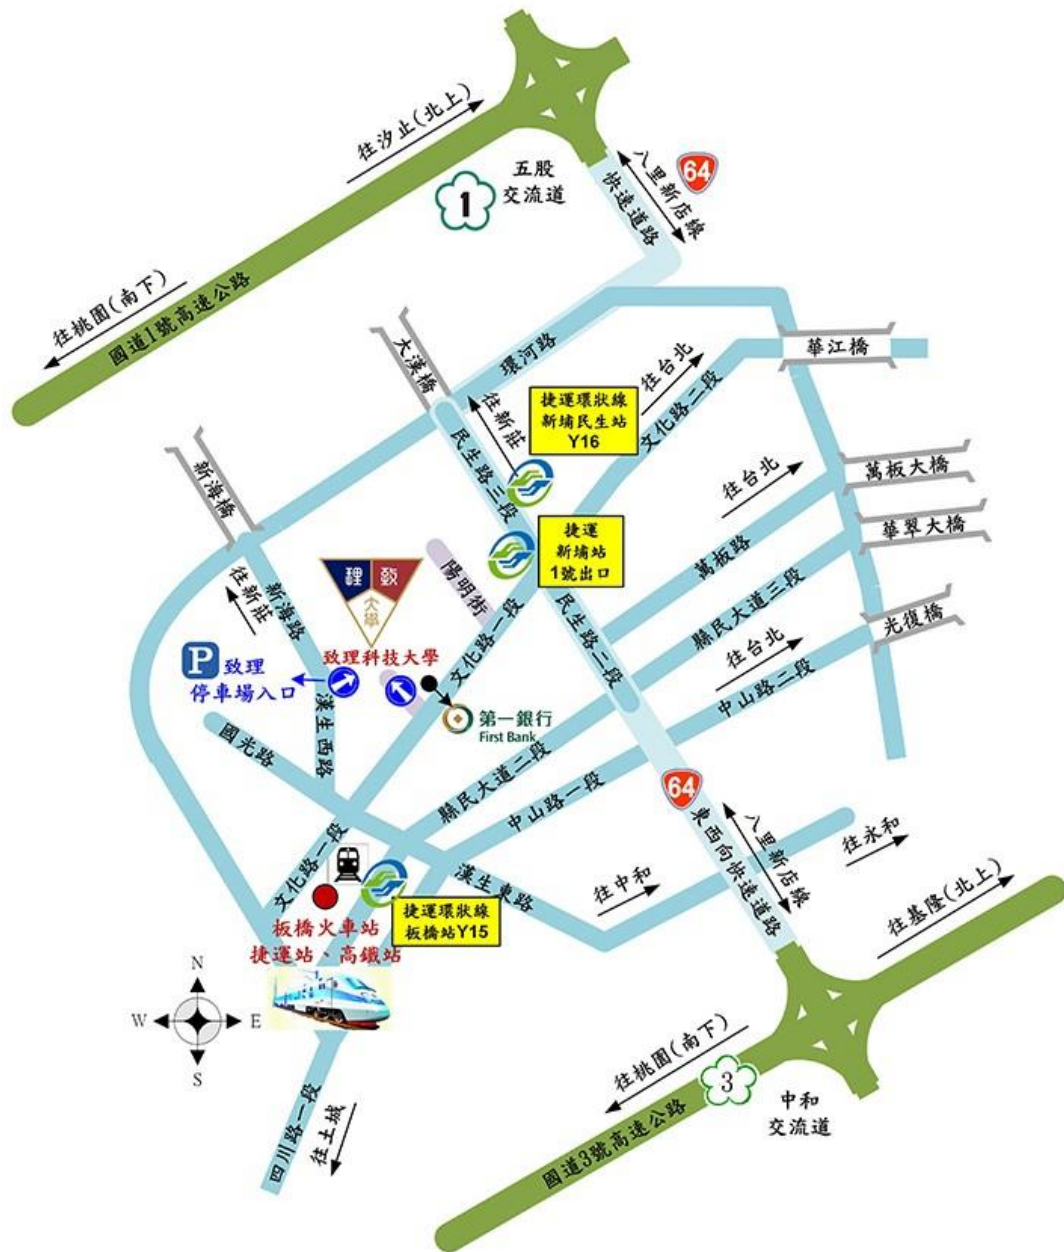 往汐止(北上)
五股
交流道
1
64
八里新店線
快速道路
往桃園(南下)
國道1號高速公路
大漢橋
環河路
往新莊
捷運環狀線
新埔民生站
Y16
往台北
文化路二段
華江橋
新海橋
民生路三段
往台北
萬板大橋
華翠大橋
捷運
新埔站
1號出口
萬板路
陽明街
往新莊
新海路
理致
大學
文化路一段
民生路二段
縣民大道三段
往台北
光復橋
中山路二段
P 致理
停車場入口
致理科技大學
漢生西路
第一銀行
First Bank
國光路
縣民大道二段
中山路一段
64
東西向快速道路
八里新店線
文化路一段
漢生東路
往中和
往永和
捷運環狀線
板橋站Y15
板橋火車站
捷運站、高鐵站
往基隆(北上)
N
W
E
S
往桃園(南下)
3
中和
交流道
國道3號高速公路
四川路一段
往土城